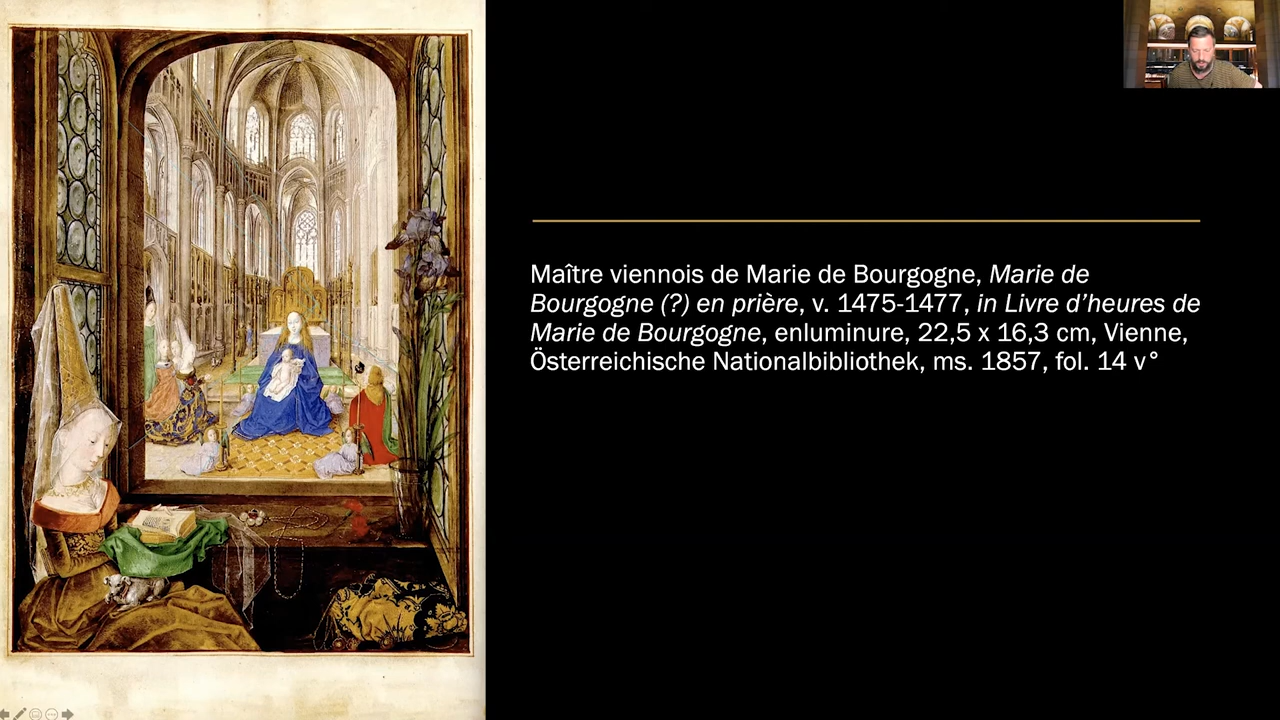 Maître viennois de Marie de Bourgogne, Marie de
Bourgogne (?) en prière, v. 1475-1477, in Livre d’heures de
Marie de Bourgogne, enluminure, 22,5 x 16,3 cm, Vienne,
Österreichische Nationalbibliothek, ms. 1857, fol. 14 v°